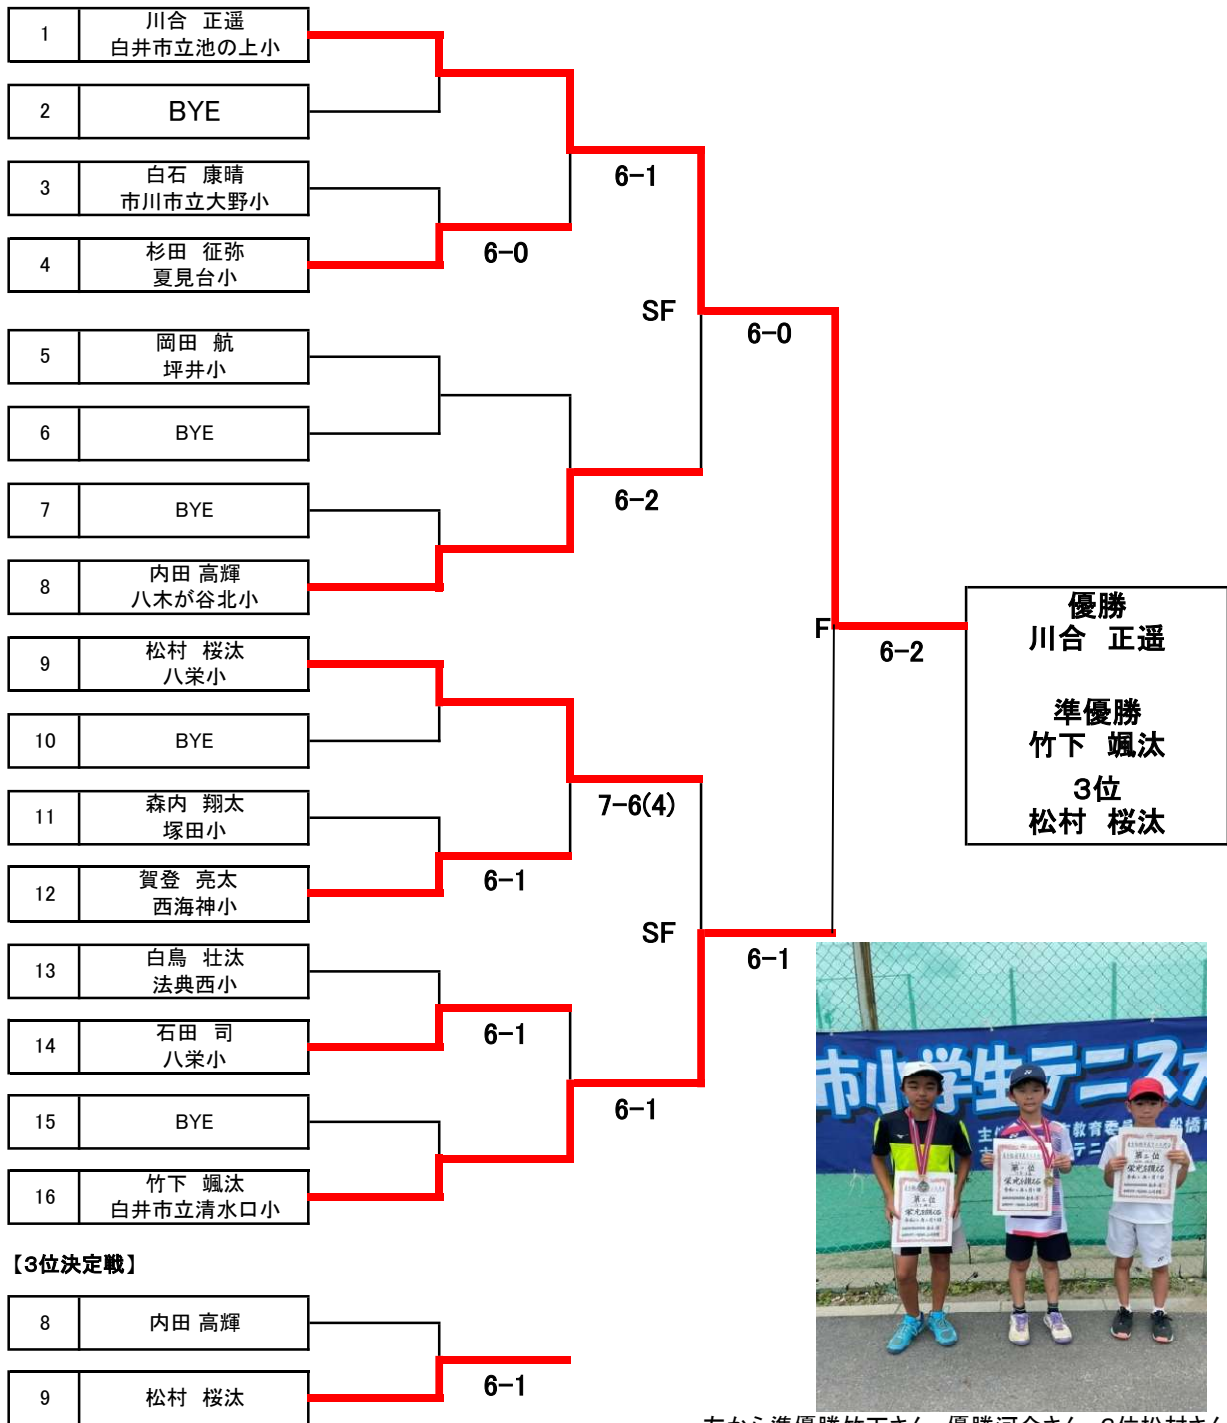 1
川合　正遥
白井市立池の上小
2
BYE
3
白石　康晴
市川市立大野小
4
杉田　征弥
夏見台小
5
岡田　航
坪井小
6
BYE
7
BYE
8
内田 高輝
八木が谷北小
9
松村　桜汰
八栄小
10
BYE
11
森内　翔太
塚田小
12
賀登　亮太
西海神小
13
白鳥　壮汰
法典西小
14
石田　司
八栄小
15
BYE
16
竹下　颯汰
白井市立清水口小
6-0
6-1
6-1
6-1
6-2
7-6(4)
6-1
SF
6-0
SF
6-1
F
6-2
優勝
川合　正遥
準優勝
竹下　颯汰
3位
松村　桜汰
【3位決定戦】
8
内田 高輝
9
松村　桜汰
6-1
市小学生テニスオ